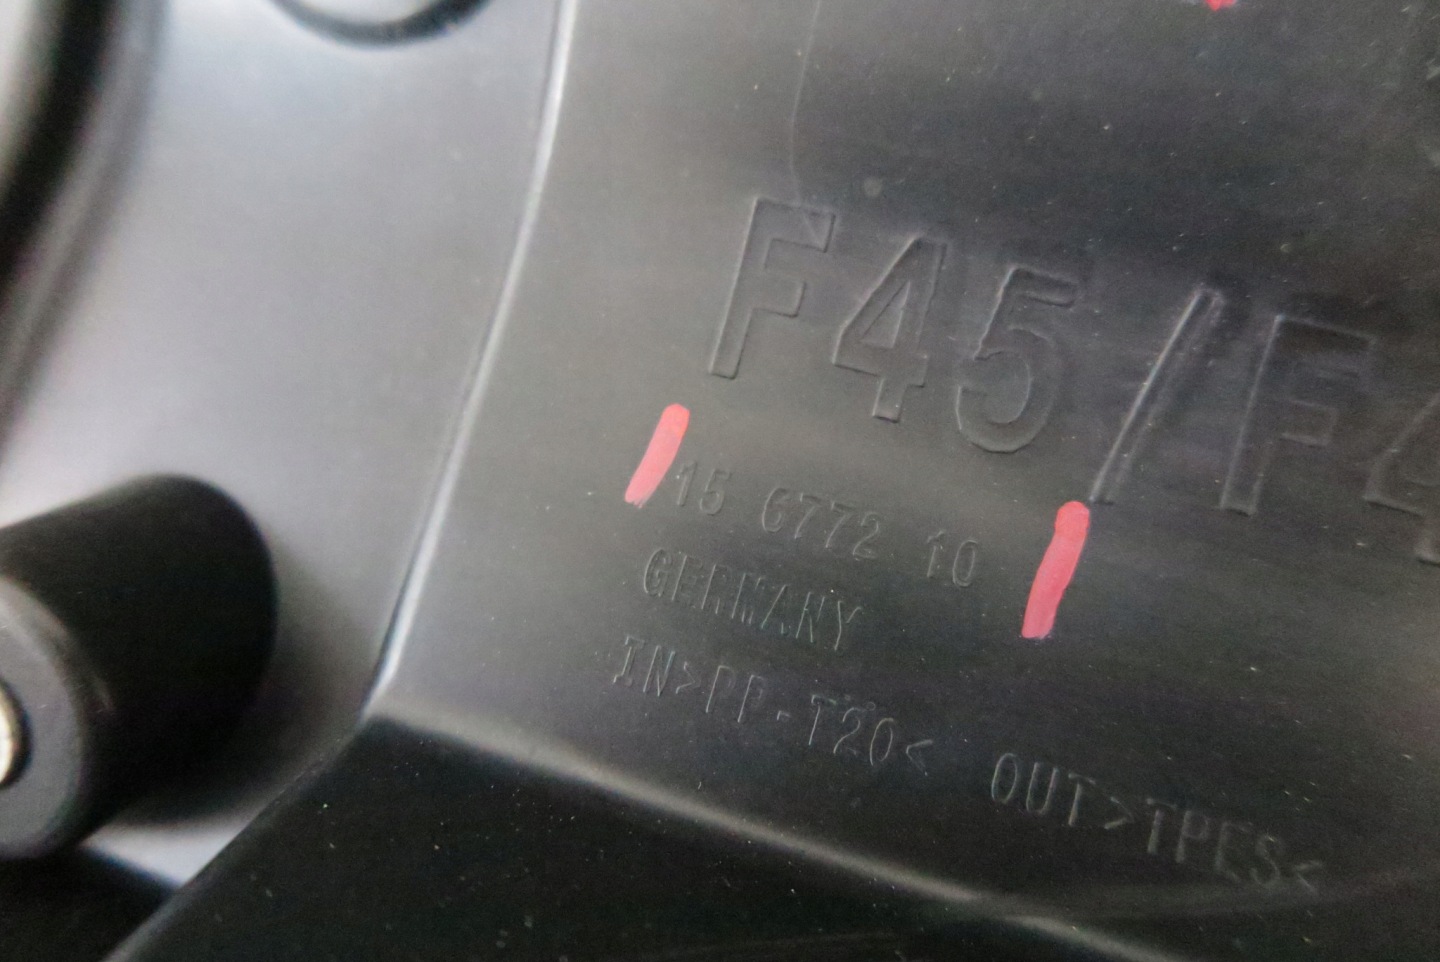 F45/F4
15 6772 10
GERMANY
IN>PP-T20< OUT>TPES<